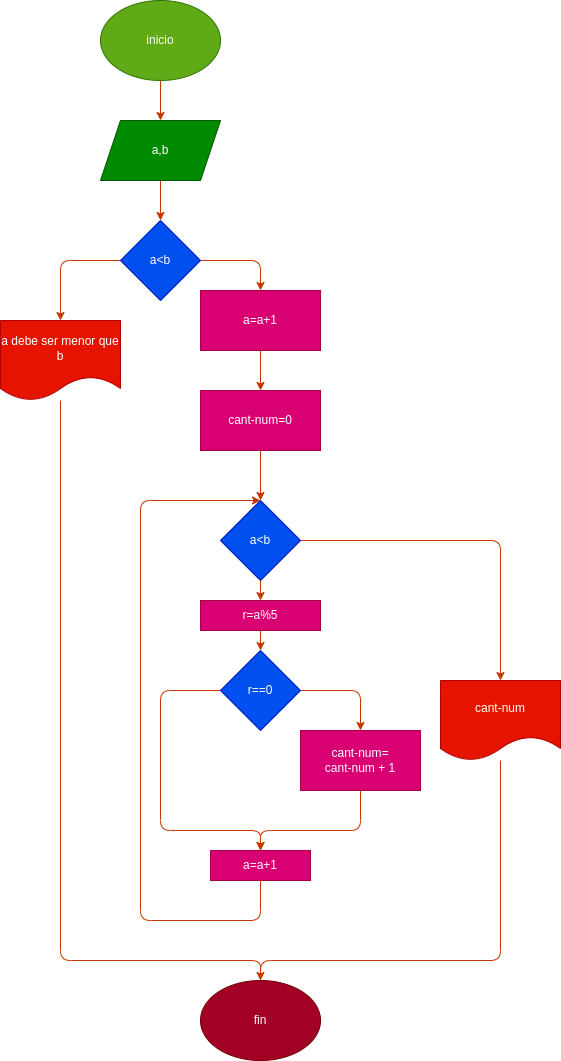 inicio
a,b
a<b
a debe ser menor que
b
a=a+1
cant-num=0
a<b
r=a%5
r==0
cant-num=
cant-num + 1
cant-num
a=a+1
fin